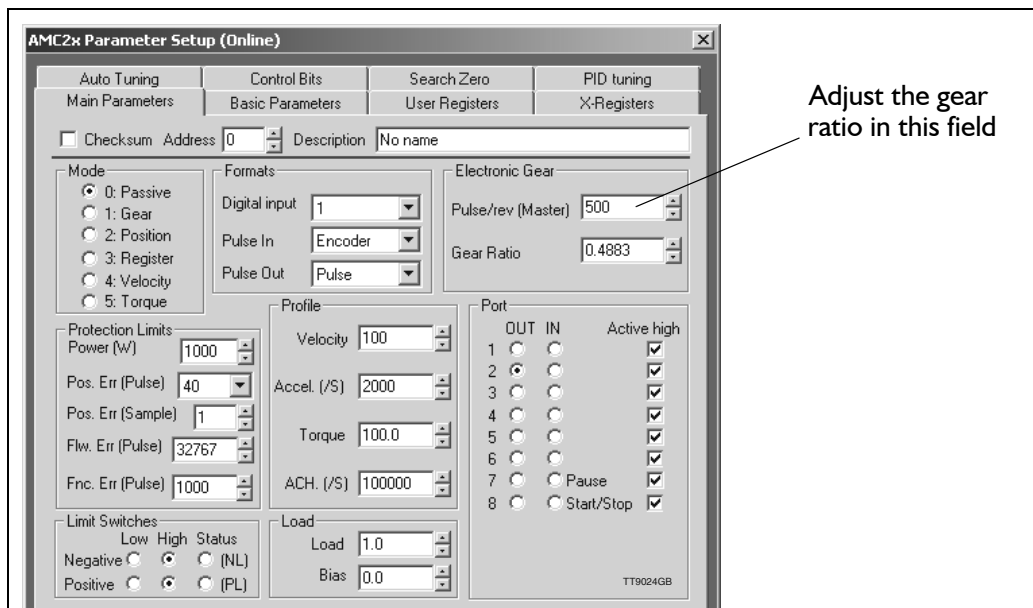 AMC2x Parameter Setup (Online)
Auto Tuning Control Bits Search Zero PID tuning
Main Parameters Basic Parameters User Registers X-Registers
Adjust the gear
ratio in this field
Checksum Address 0 Description No name
Mode
0: Passive
1: Gear
2: Position
3: Register
4: Velocity
5: Torque
Formats
Digital input 1
Pulse In Encoder
Pulse Out Pulse
Electronic Gear
Pulse/rev (Master) 500
Gear Ratio 0.4883
Protection Limits
Power (W) 1000
Pos. Err (Pulse) 40
Pos. Err (Sample) 1
Flw. Err (Pulse) 32767
Fnc. Err (Pulse) 1000
Profile
Velocity 100
Accel. (/S) 2000
Torque 100.0
ACH. (/S) 100000
Port
OUT IN Active high
1
2
3
4
5
6
7 Pause
8 Start/Stop
Limit Switches
Low High Status
Negative (NL)
Positive (PL)
Load
Load 1.0
Bias 0.0
TT9024GB